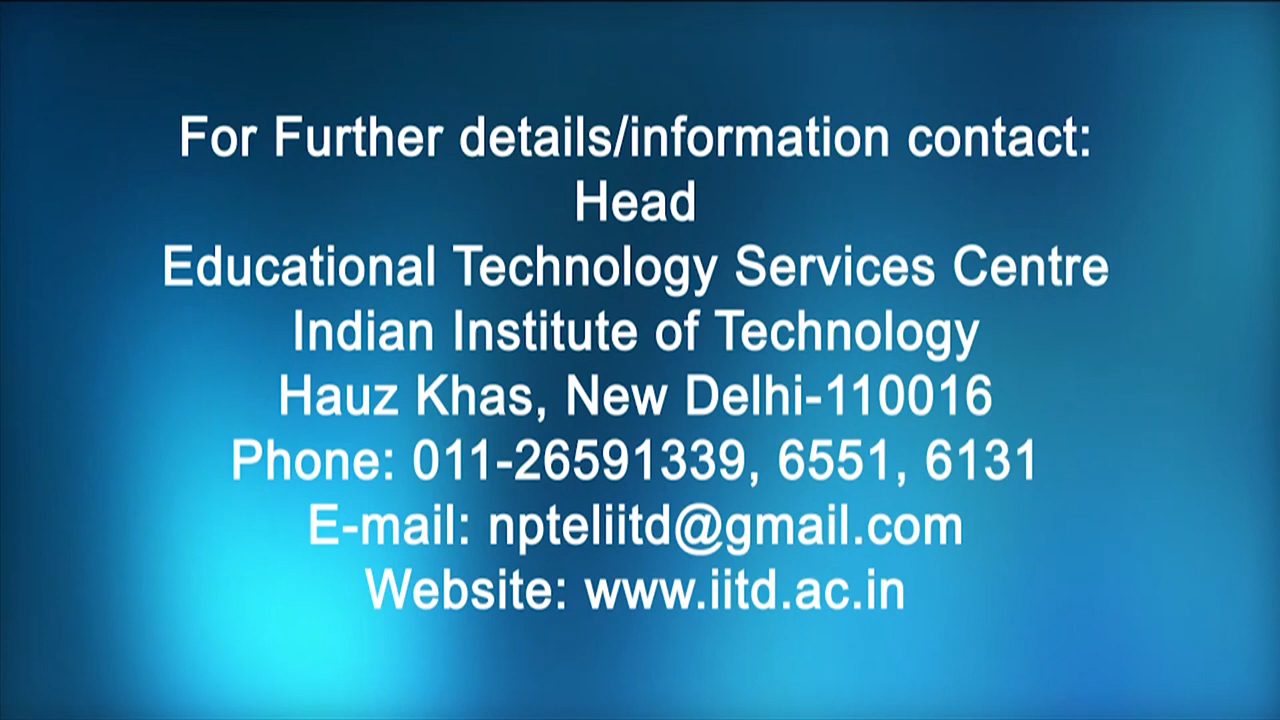 For Further details/information contact:
Head
Educational Technology Services Centre
Indian Institute of Technology
Hauz Khas, New Delhi-110016
Phone: 011-26591339, 6551, 6131
E-mail: npteliitd@gmail.com
Website: www.iitd.ac.in